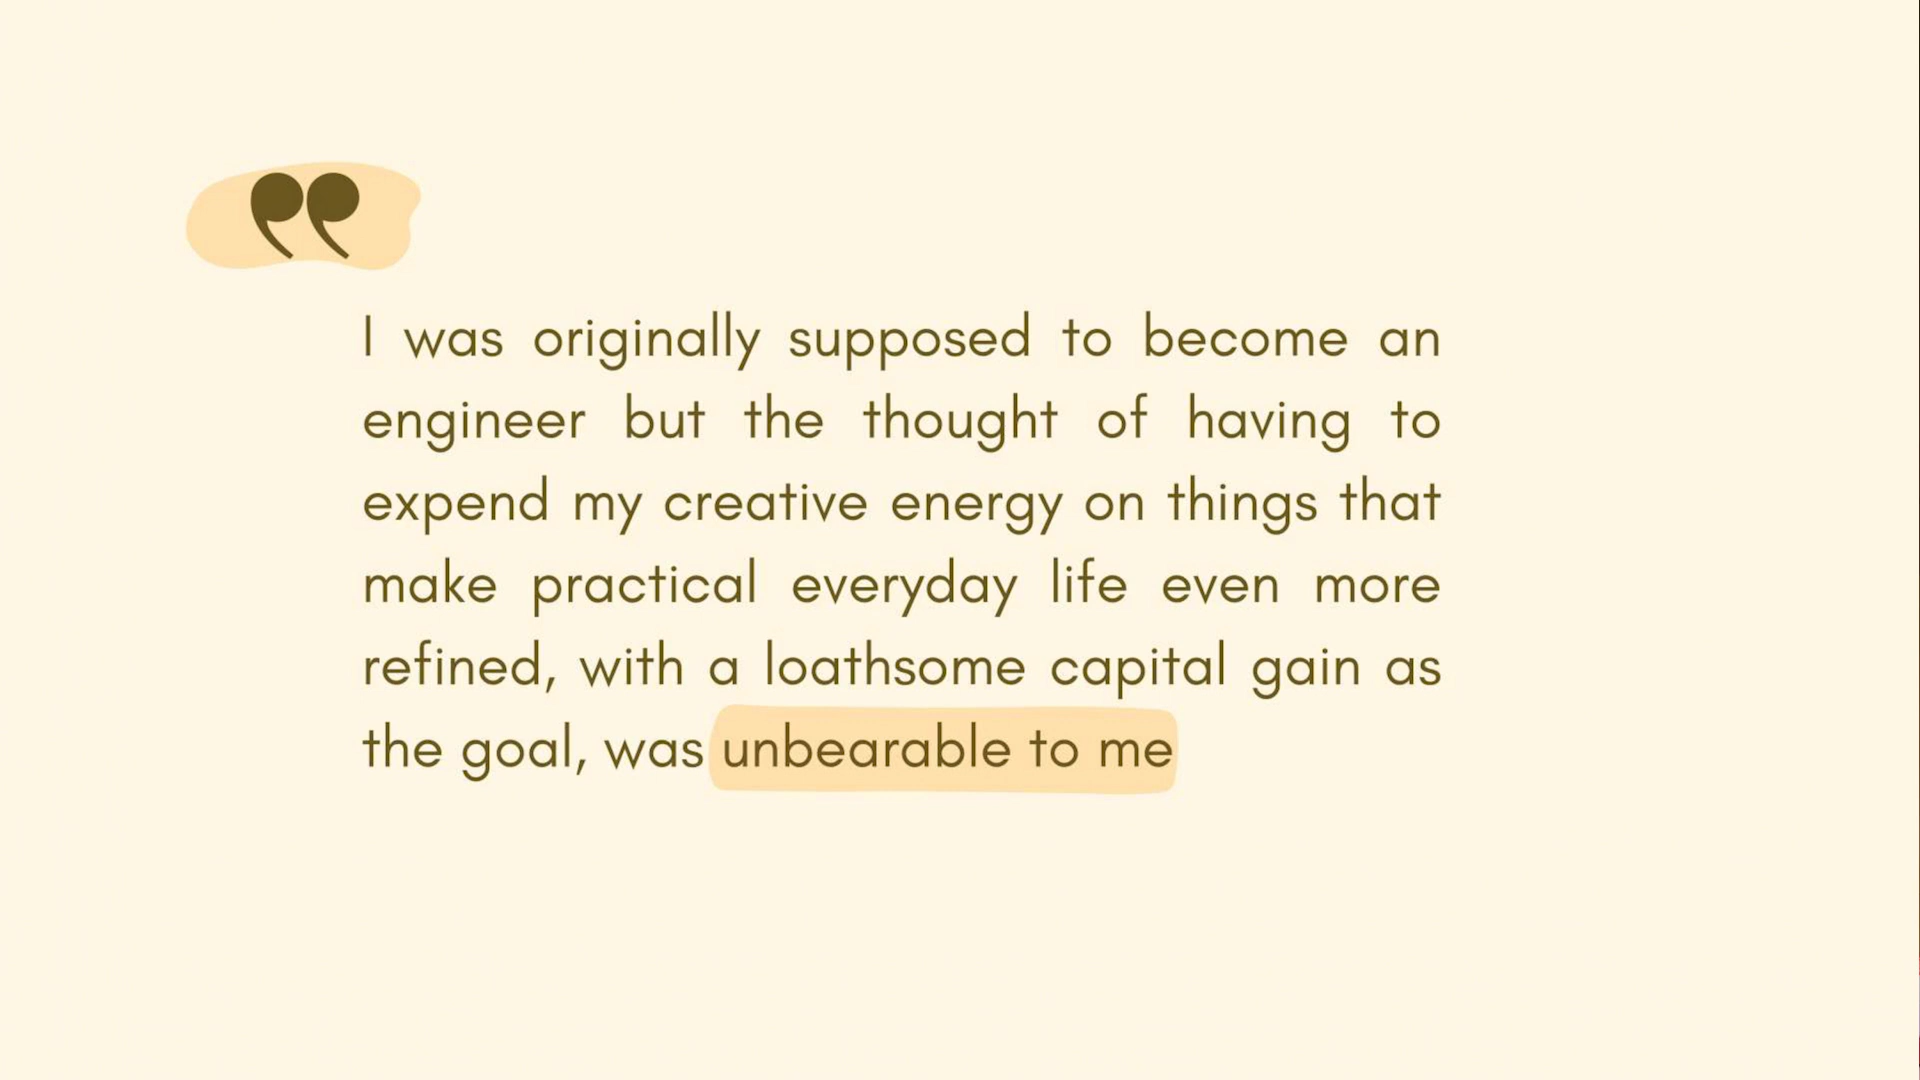 ❞
I was originally supposed to become an
engineer but the thought of having to
expend my creative energy on things that
make practical everyday life even more
refined, with a loathsome capital gain as
the goal, was unbearable to me